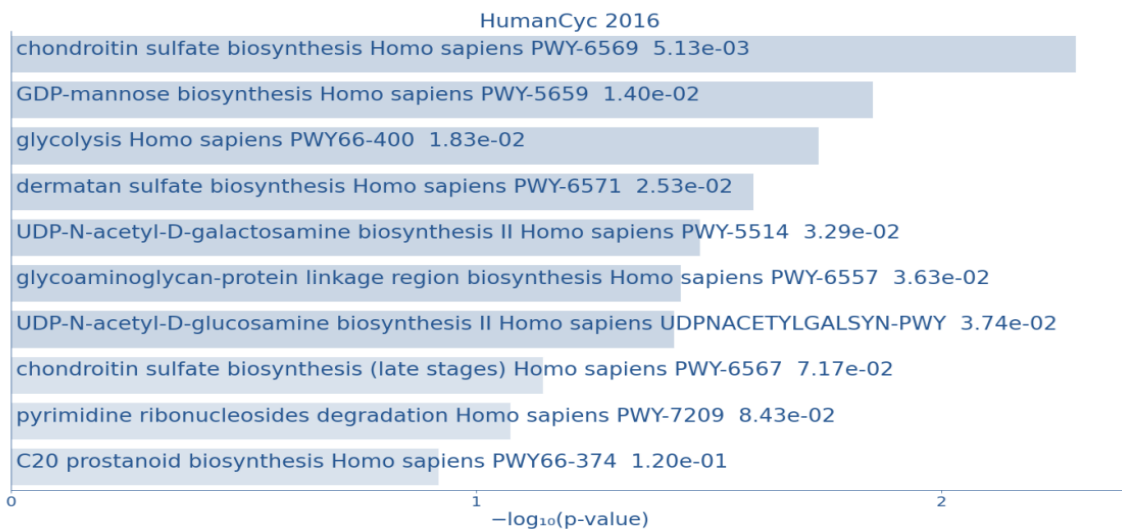 HumanCyc 2016
chondroitin sulfate biosynthesis Homo sapiens PWY-6569 5.13e-03
GDP-mannose biosynthesis Homo sapiens PWY-5659 1.40e-02
glycolysis Homo sapiens PWY66-400 1.83e-02
dermatan sulfate biosynthesis Homo sapiens PWY-6571 2.53e-02
UDP-N-acetyl-D-galactosamine biosynthesis II Homo sapiens PWY-5514 3.29e-02
glycoaminoglycan-protein linkage region biosynthesis Homo sapiens PWY-6557 3.63e-02
UDP-N-acetyl-D-glucosamine biosynthesis II Homo sapiens UDPNACETYLGALSYN-PWY 3.74e-02
chondroitin sulfate biosynthesis (late stages) Homo sapiens PWY-6567 7.17e-02
pyrimidine ribonucleosides degradation Homo sapiens PWY-7209 8.43e-02
C20 prostanoid biosynthesis Homo sapiens PWY66-374 1.20e-01
0 1 2
−log₁₀(p-value)